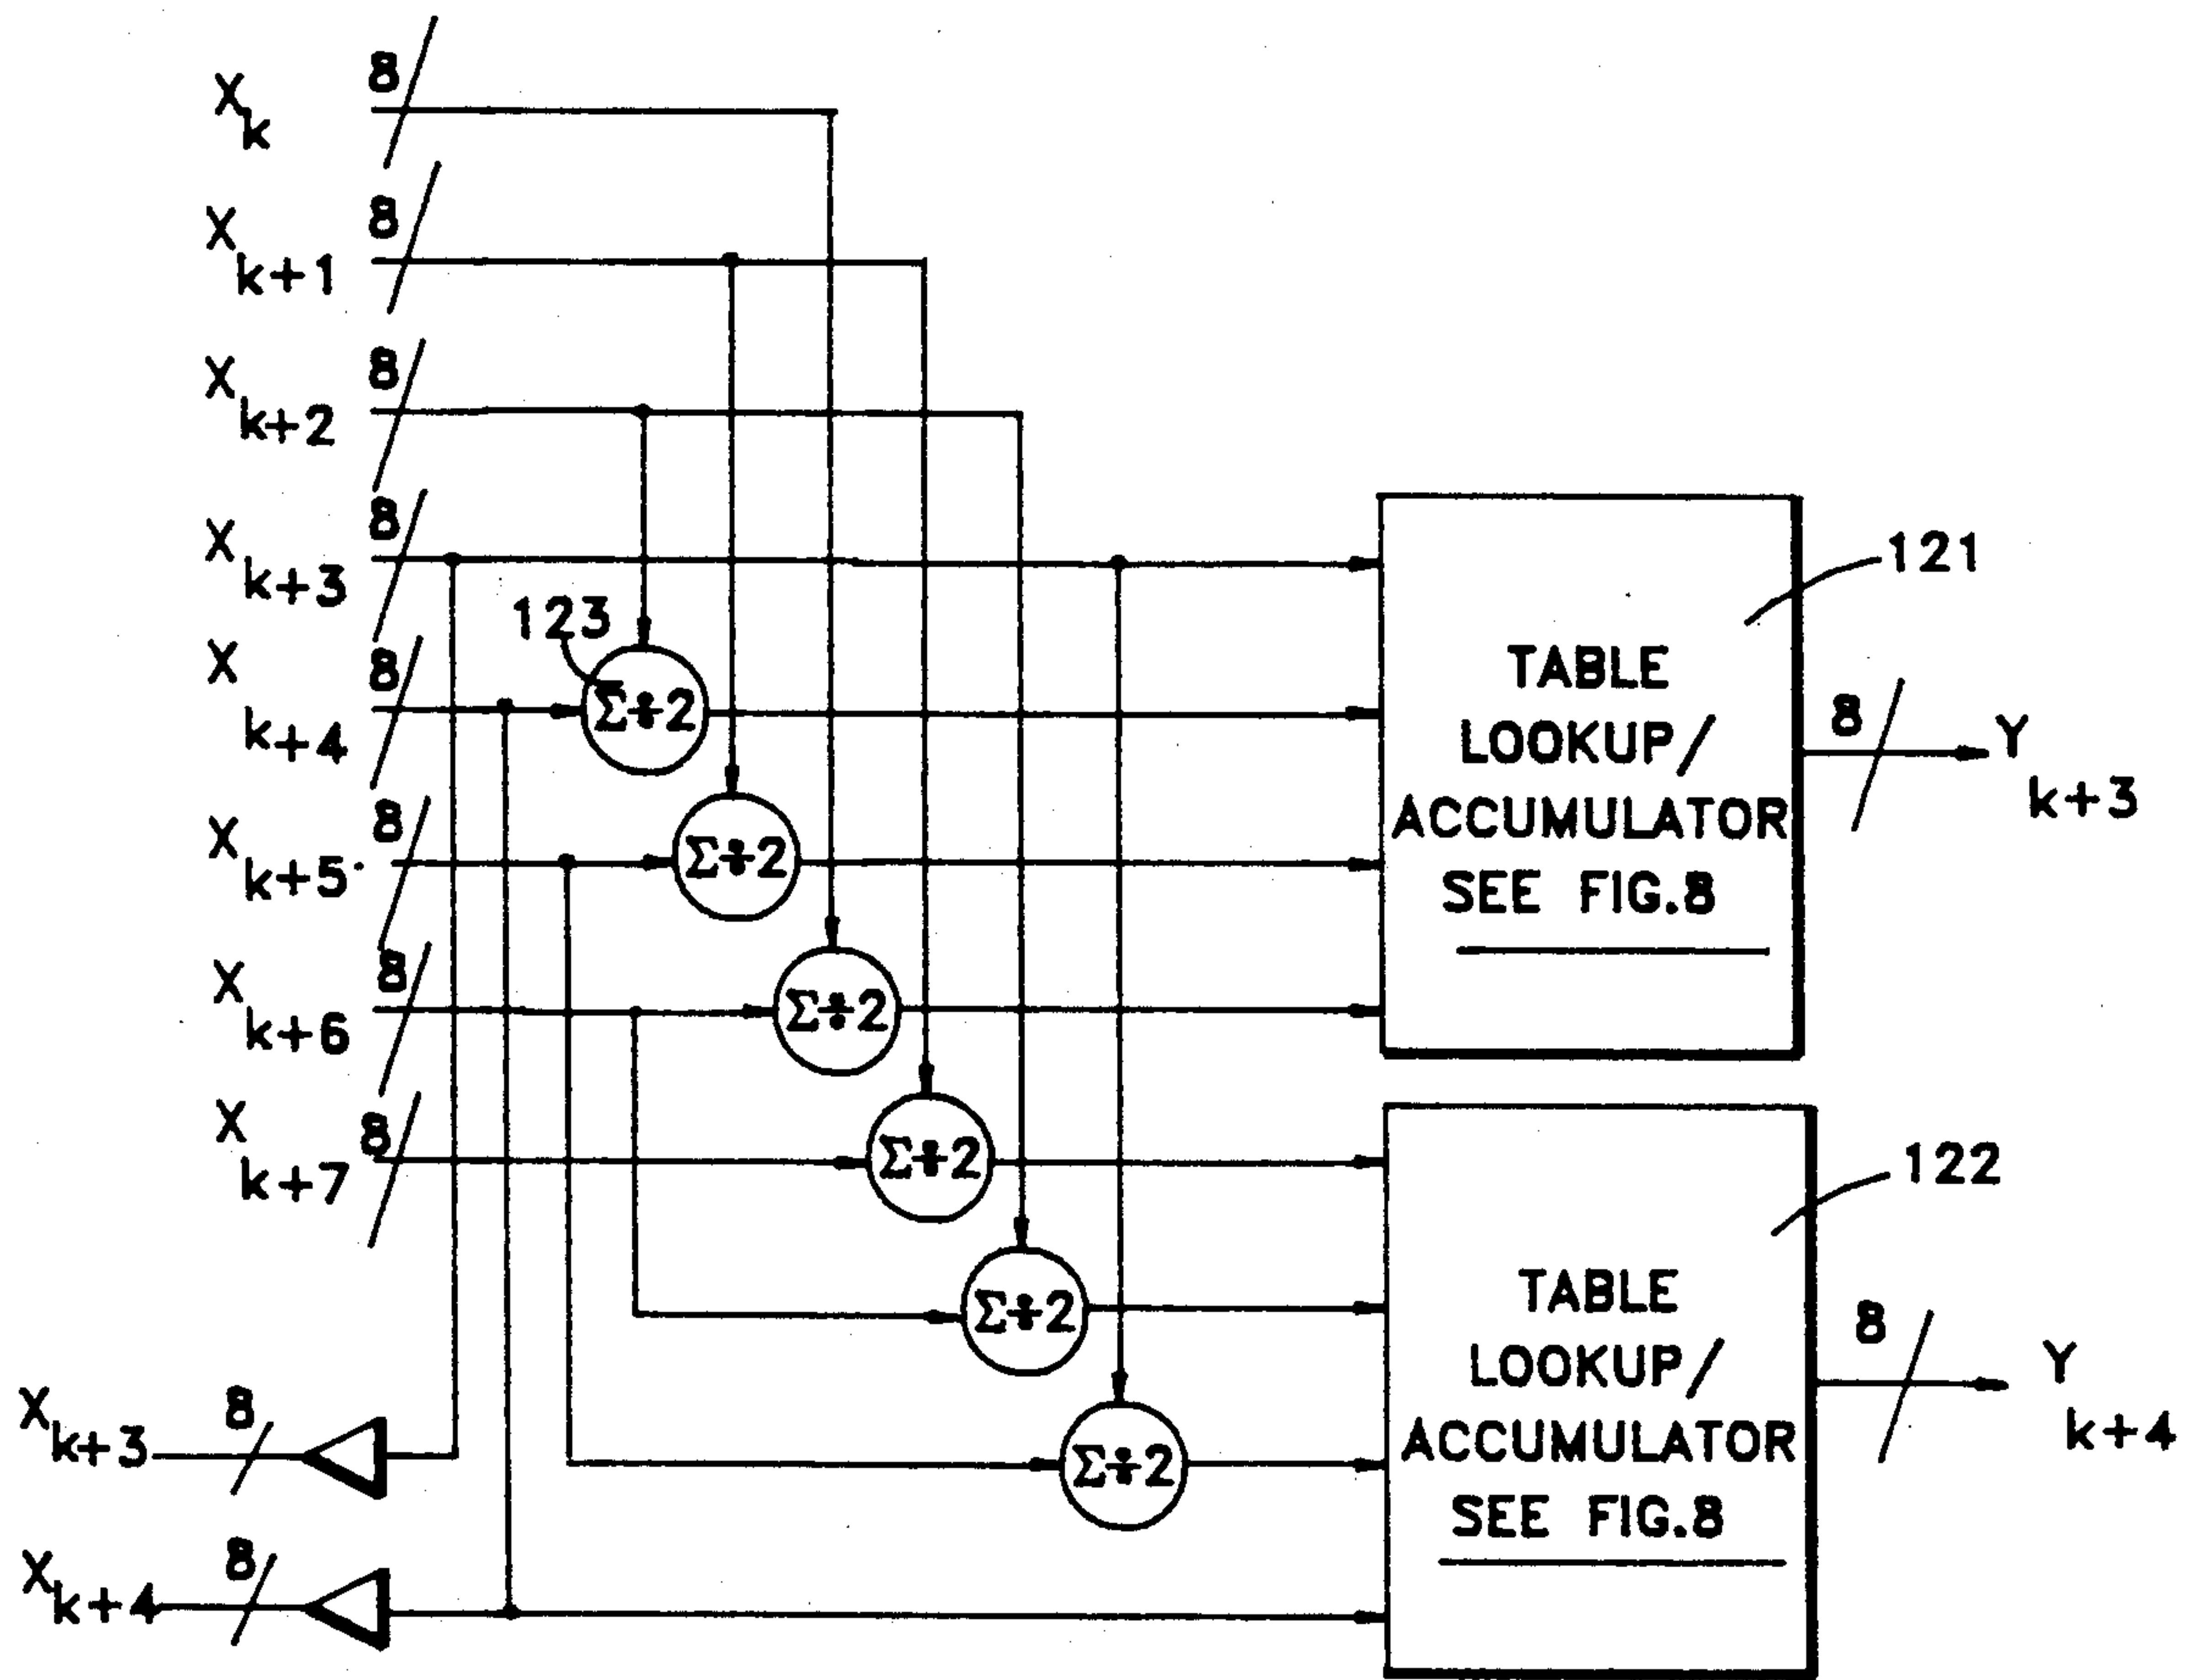 8
X k
8
X k+1
8
X k+2
8
X k+3
123
8
X k+4
Σ÷2
8
X k+5
Σ÷2
8
X k+6
Σ÷2
8
X k+7
Σ÷2
Σ÷2
Σ÷2
121
TABLE
LOOKUP/
ACCUMULATOR
SEE FIG.8
8
Y k+3
122
TABLE
LOOKUP/
ACCUMULATOR
SEE FIG.8
8
Y k+4
X k+3
8
X k+4
8